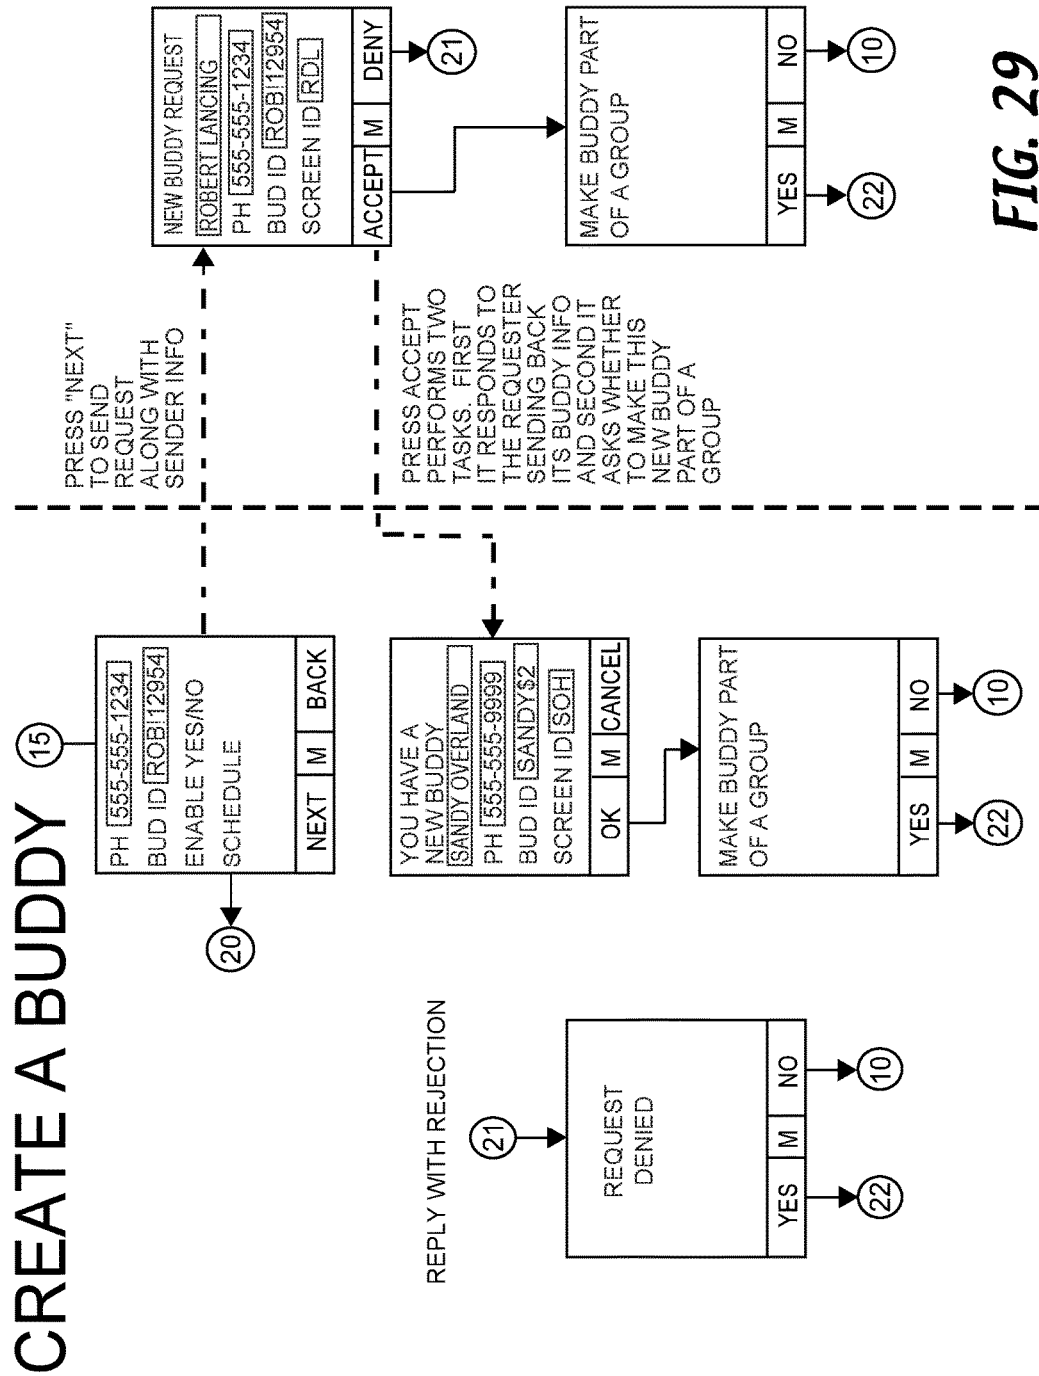 CREATE A BUDDY
15
PH 555-555-1234
BUD ID ROB!12954
ENABLE YES/NO
SCHEDULE
NEXT M BACK
20
PRESS "NEXT"
TO SEND
REQUEST
ALONG WITH
SENDER INFO
NEW BUDDY REQUEST
ROBERT LANCING
PH 555-555-1234
BUD ID ROB!12954
SCREEN ID RDL
ACCEPT M DENY
21
PRESS ACCEPT
PERFORMS TWO
TASKS. FIRST
IT RESPONDS TO
THE REQUESTER
SENDING BACK
ITS BUDDY INFO
AND SECOND IT
ASKS WHETHER
TO MAKE THIS
NEW BUDDY
PART OF A
GROUP
MAKE BUDDY PART
OF A GROUP
YES M NO
22
10
YOU HAVE A
NEW BUDDY
SANDY OVERLAND
PH 555-555-9999
BUD ID SANDY$2
SCREEN ID SOH
OK M CANCEL
MAKE BUDDY PART
OF A GROUP
YES M NO
22
10
REPLY WITH REJECTION
21
REQUEST
DENIED
YES M NO
22
10
FIG. 29